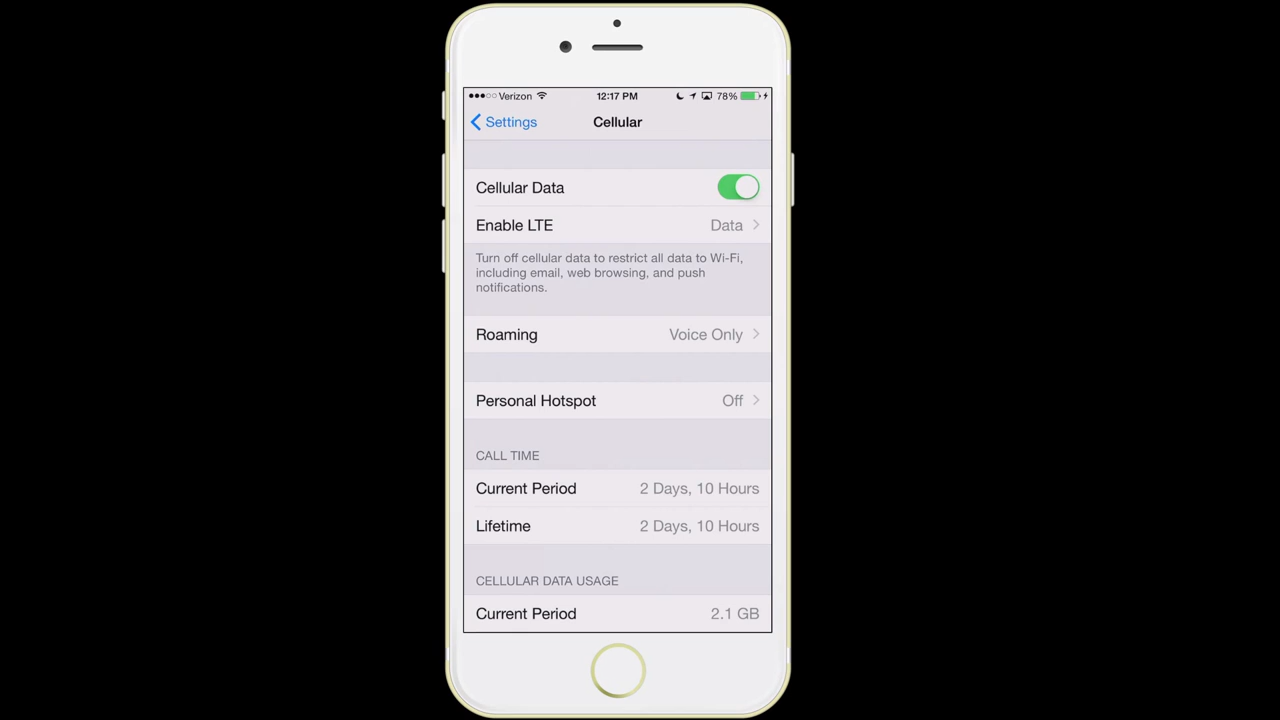 Verizon 12:17 PM 78%
Settings Cellular
Cellular Data
Enable LTE Data
Turn off cellular data to restrict all data to Wi-Fi,
including email, web browsing, and push
notifications.
Roaming Voice Only
Personal Hotspot Off
CALL TIME
Current Period 2 Days, 10 Hours
Lifetime 2 Days, 10 Hours
CELLULAR DATA USAGE
Current Period 2.1 GB